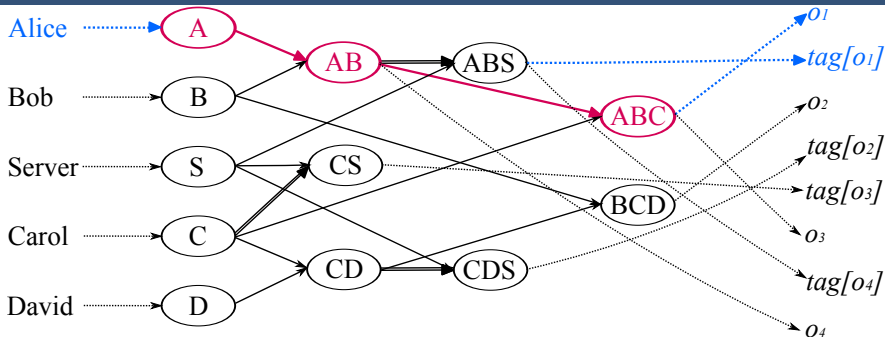 Alice
A
AB
ABS
o1
tag[o1]
Bob
B
ABC
o2
tag[o2]
Server
S
CS
tag[o3]
BCD
Carol
C
o3
CD
CDS
tag[o4]
David
D
o4